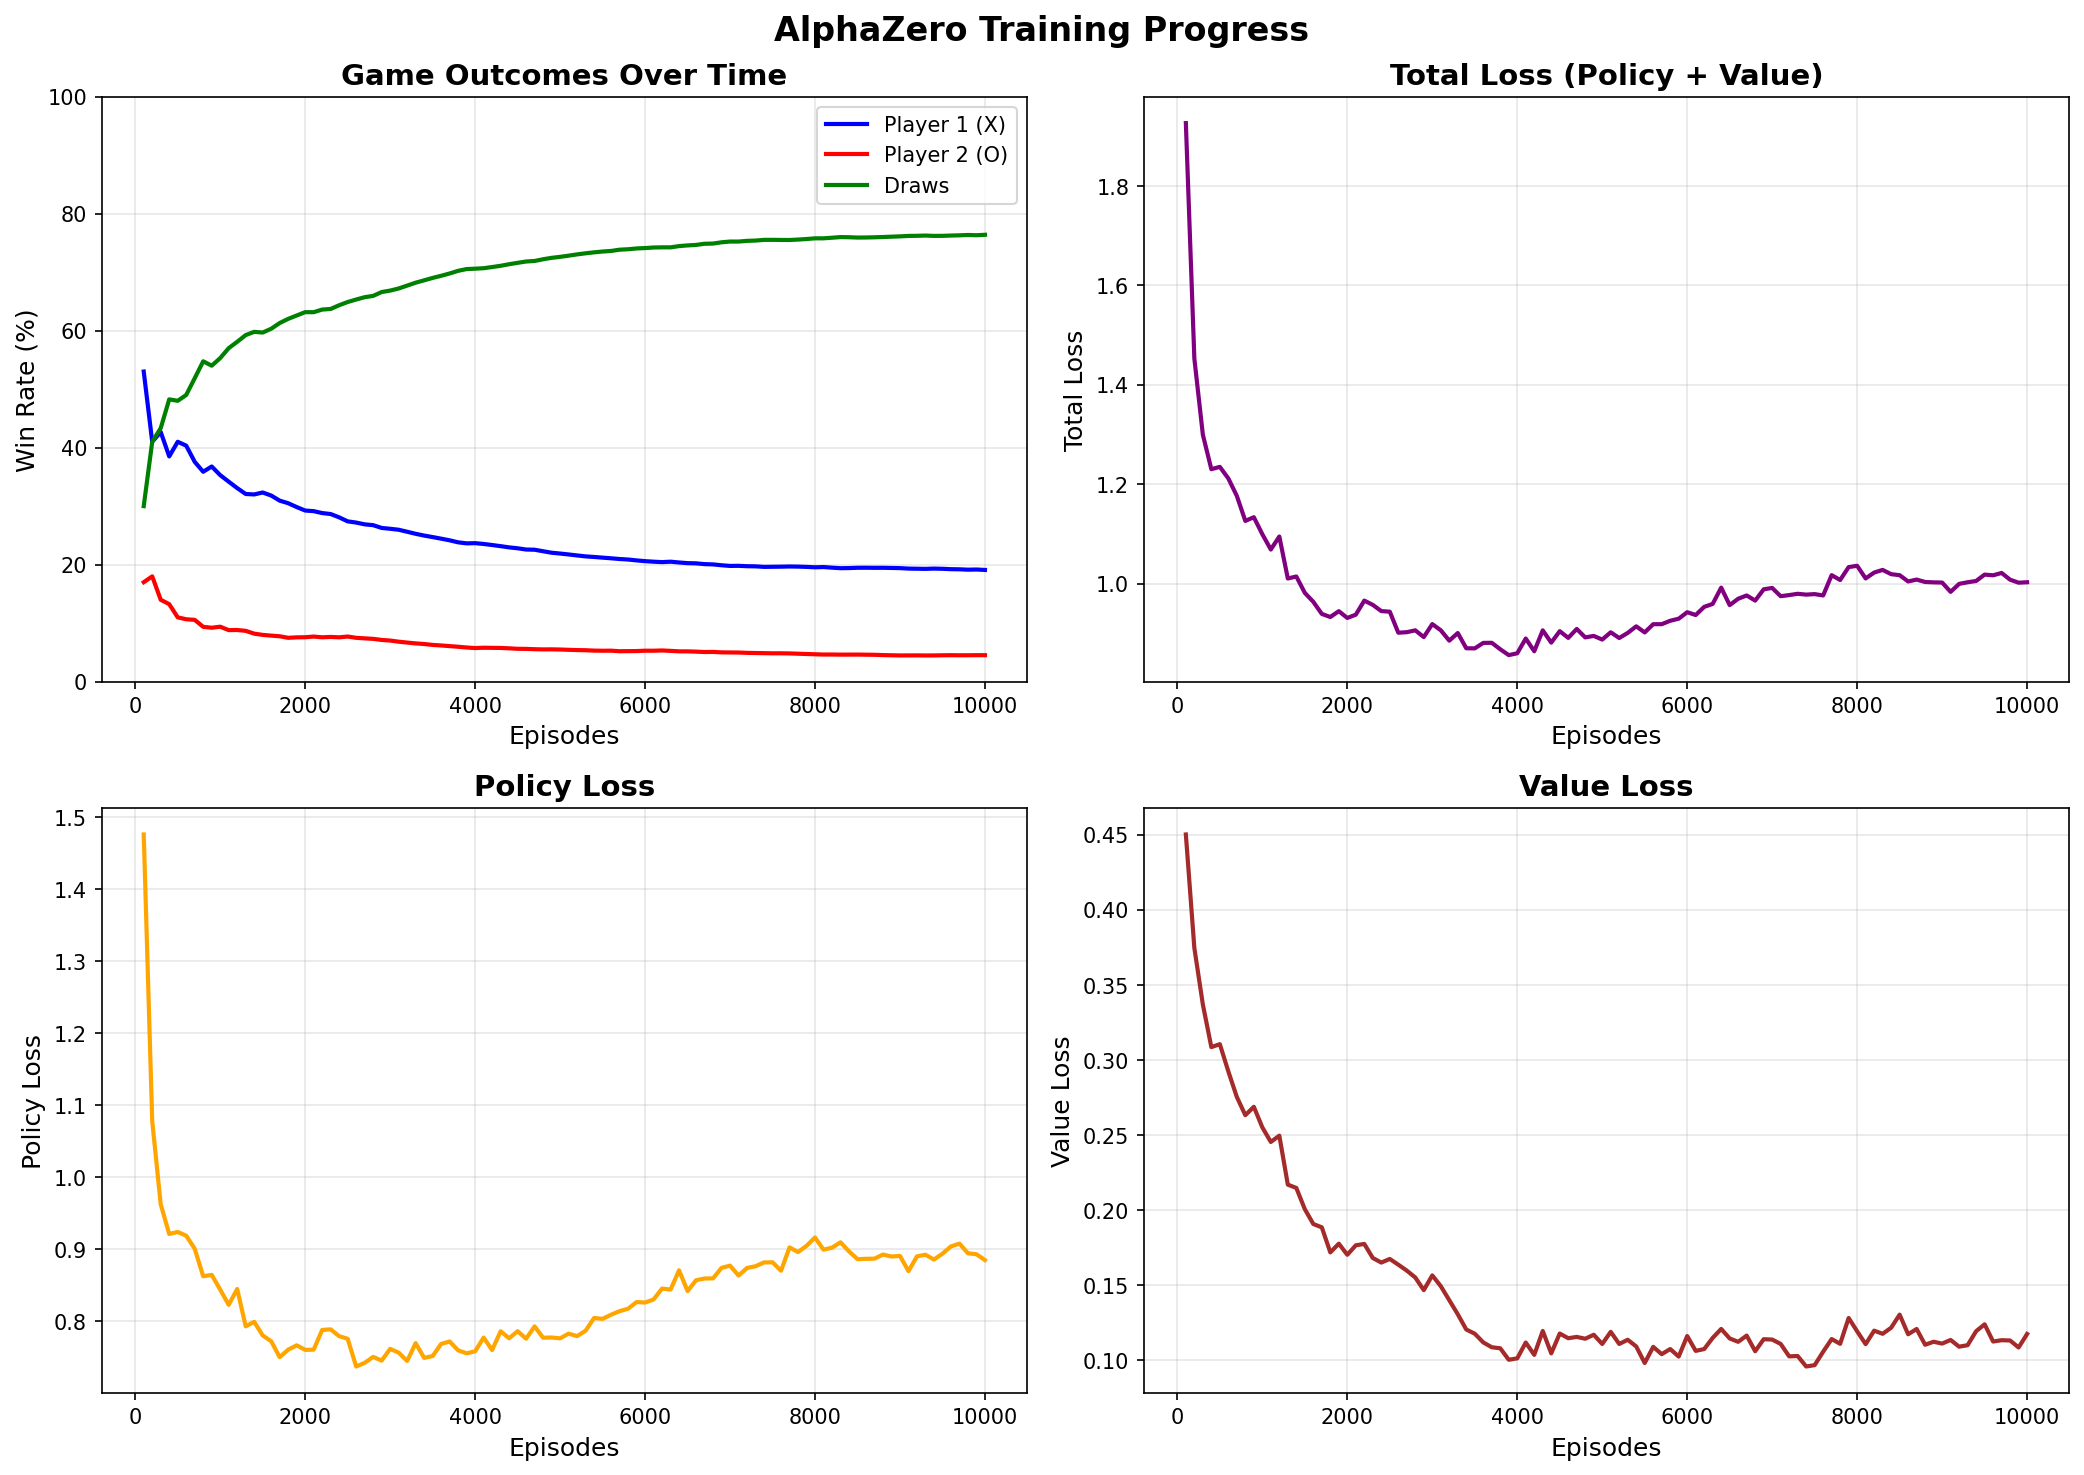 AlphaZero Training Progress
Game Outcomes Over Time
Win Rate (%)
100
80
60
40
20
0
Player 1 (X)
Player 2 (O)
Draws
0 2000 4000 6000 8000 10000
Episodes
Total Loss (Policy + Value)
Total Loss
1.8
1.6
1.4
1.2
1.0
0 2000 4000 6000 8000 10000
Episodes
Policy Loss
Policy Loss
1.5
1.4
1.3
1.2
1.1
1.0
0.9
0.8
0 2000 4000 6000 8000 10000
Episodes
Value Loss
Value Loss
0.45
0.40
0.35
0.30
0.25
0.20
0.15
0.10
0 2000 4000 6000 8000 10000
Episodes